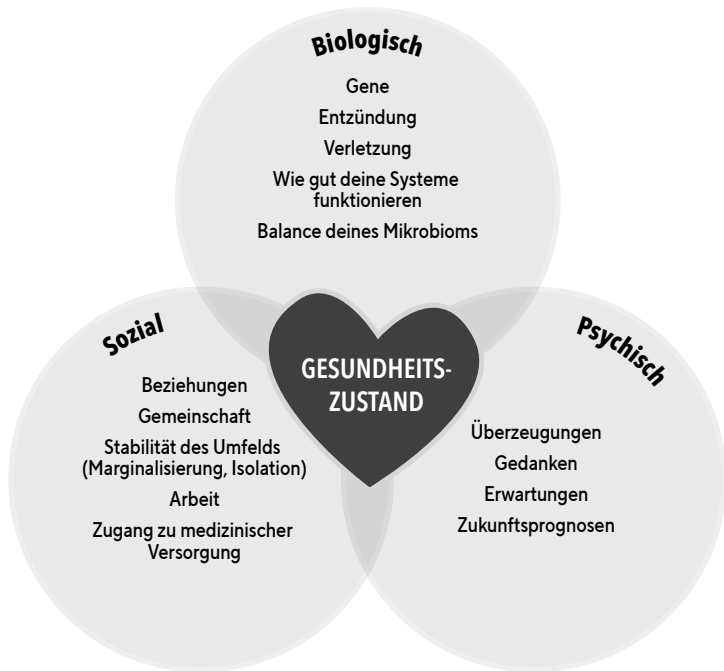 Biologisch
Gene
Entzündung
Verletzung
Wie gut deine Systeme
funktionieren
Balance deines Mikrobioms
Sozial
Beziehungen
Gemeinschaft
Stabilität des Umfelds
(Marginalisierung, Isolation)
Arbeit
Zugang zu medizinischer
Versorgung
GESUNDHEITS-
ZUSTAND
Psychisch
Überzeugungen
Gedanken
Erwartungen
Zukunftsprognosen